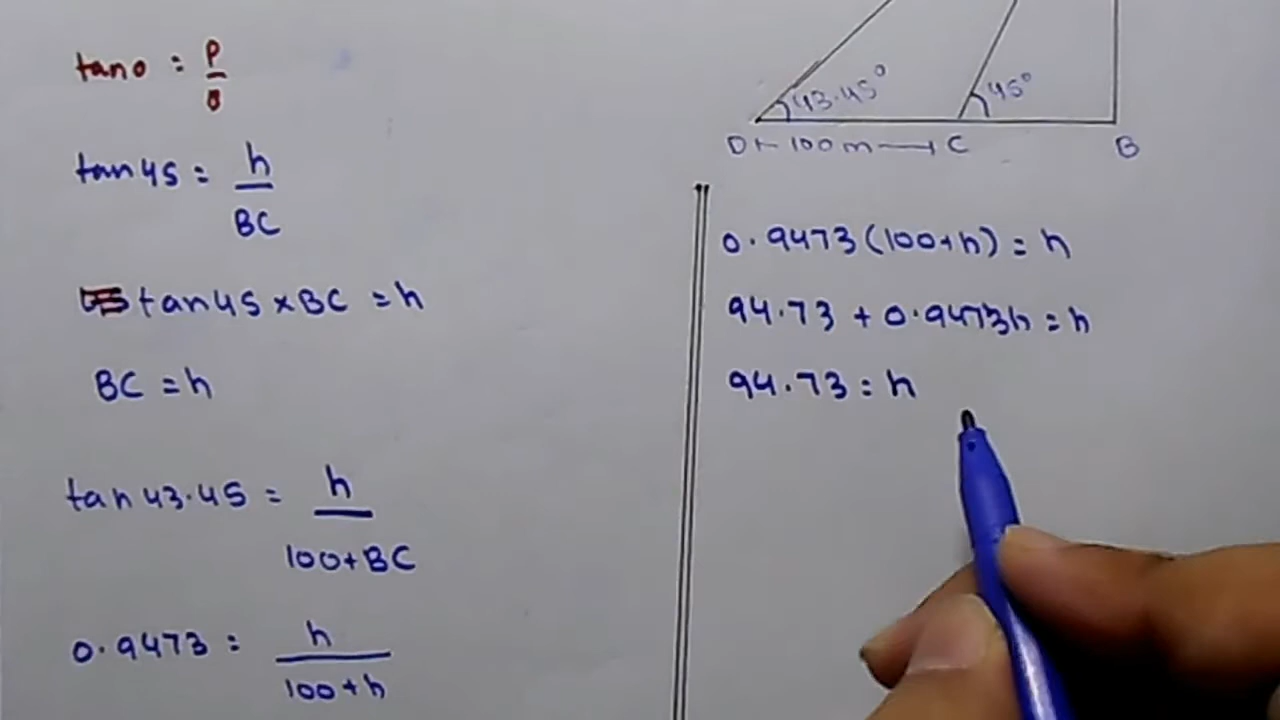 tanθ = P/B
tan45 = h/BC
tan45 × BC = h
BC = h
tan43.45 = h/100+BC
0.9473 = h/100+h
43.45° 45°
D 100m C B
0.9473(100+h) = h
94.73 + 0.9473h = h
94.73 = h